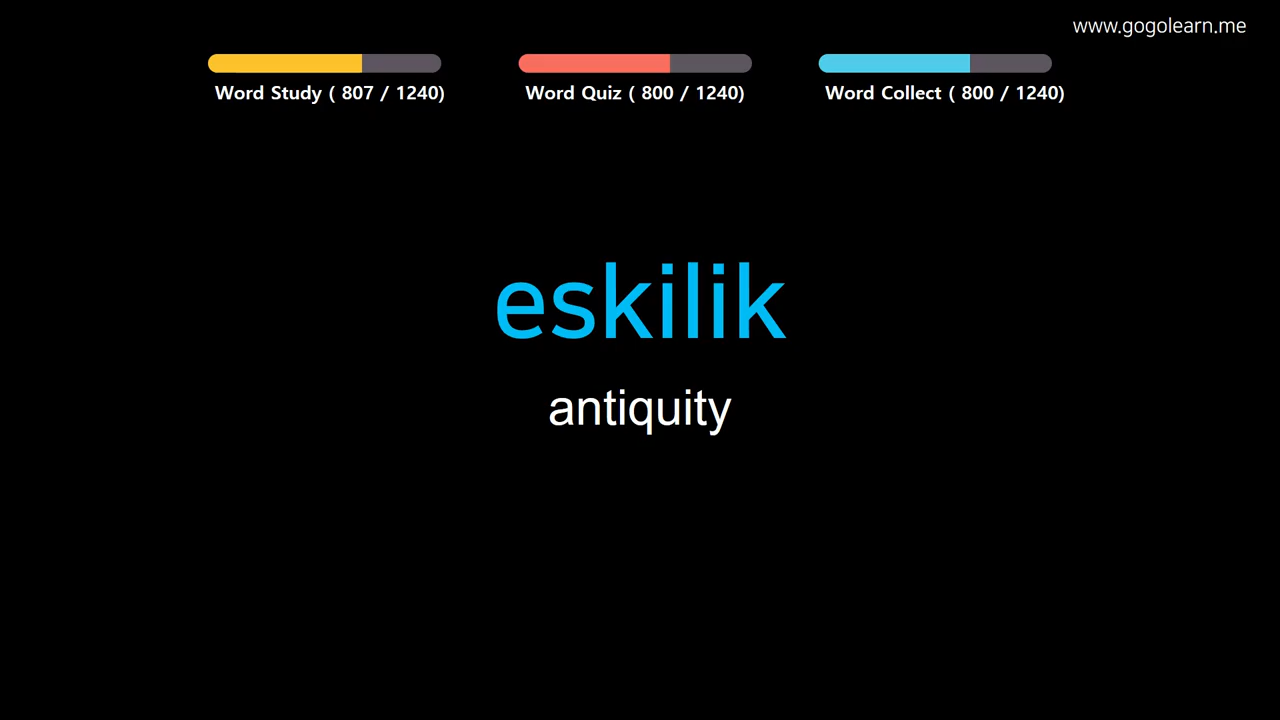 www.gogolearn.me
Word Study ( 807 / 1240)
Word Quiz ( 800 / 1240)
Word Collect ( 800 / 1240)
eskilik
antiquity